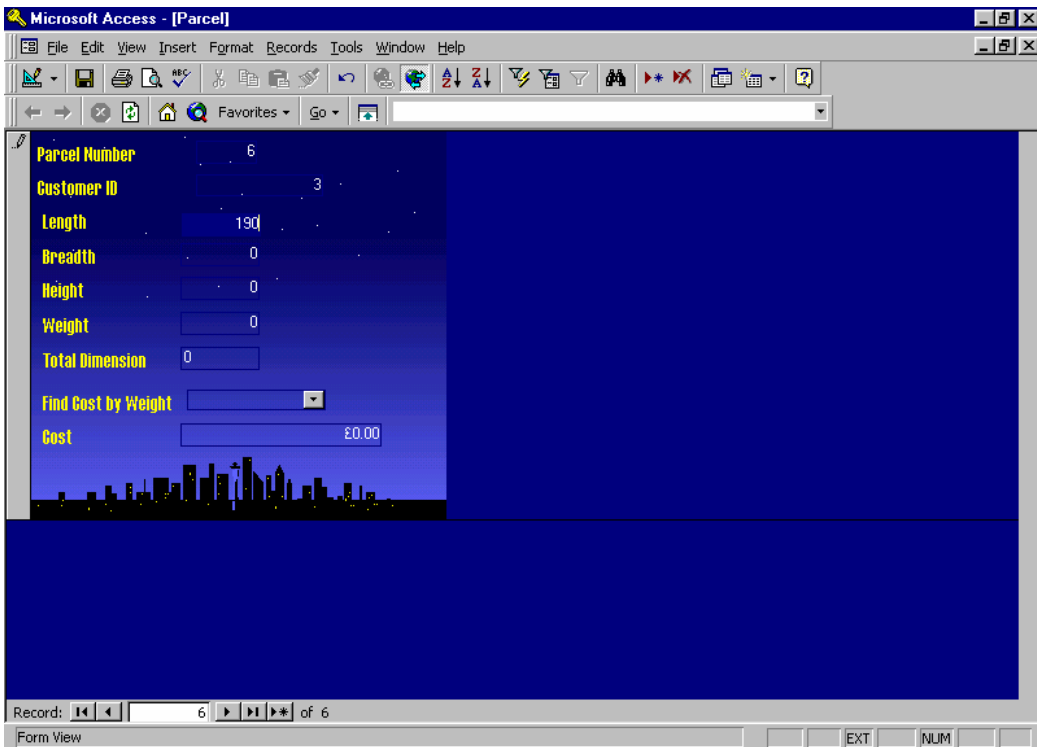 Microsoft Access - [Parcel]
File Edit View Insert Format Records Tools Window Help
ABC A Z Z A
Favorites Go
Parcel Number 6
Customer ID 3
Length 190
Breadth 0
Height 0
Weight 0
Total Dimension 0
Find Cost by Weight
Cost £0.00
Record: 6 of 6
Form View EXT NUM